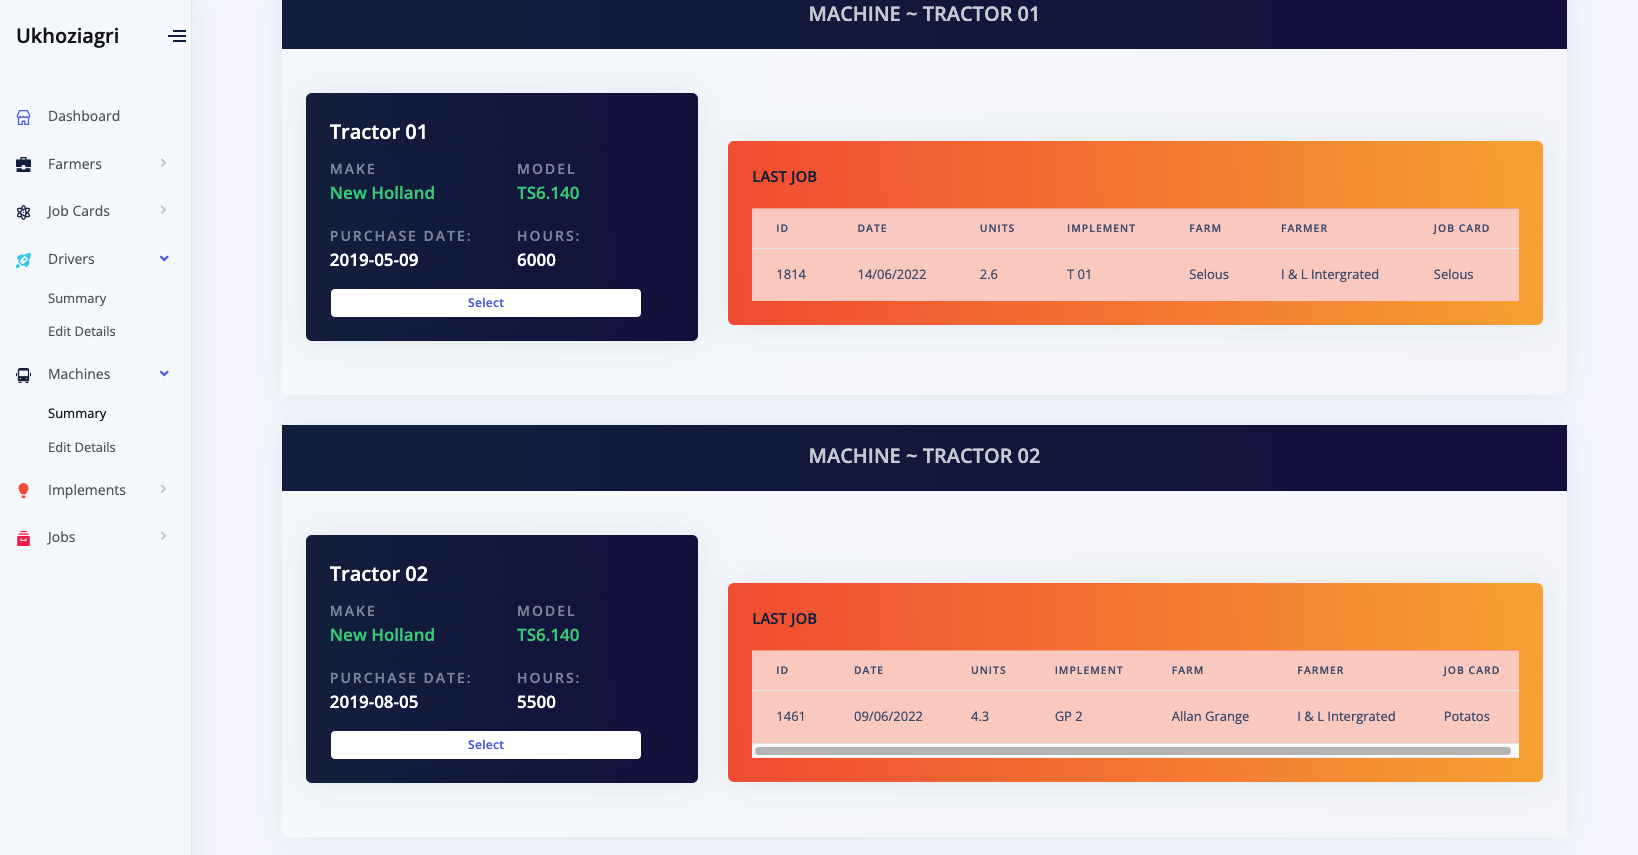 Ukhoziagri
Dashboard
Farmers
Job Cards
Drivers
Summary
Edit Details
Machines
Summary
Edit Details
Implements
Jobs
MACHINE ~ TRACTOR 01
Tractor 01
MAKE MODEL
New Holland TS6.140
PURCHASE DATE: HOURS:
2019-05-09 6000
Select
LAST JOB
ID DATE UNITS IMPLEMENT FARM FARMER JOB CARD
1814 14/06/2022 2.6 T 01 Selous I & L Intergrated Selous
MACHINE ~ TRACTOR 02
Tractor 02
MAKE MODEL
New Holland TS6.140
PURCHASE DATE: HOURS:
2019-08-05 5500
Select
LAST JOB
ID DATE UNITS IMPLEMENT FARM FARMER JOB CARD
1461 09/06/2022 4.3 GP 2 Allan Grange I & L Intergrated Potatos